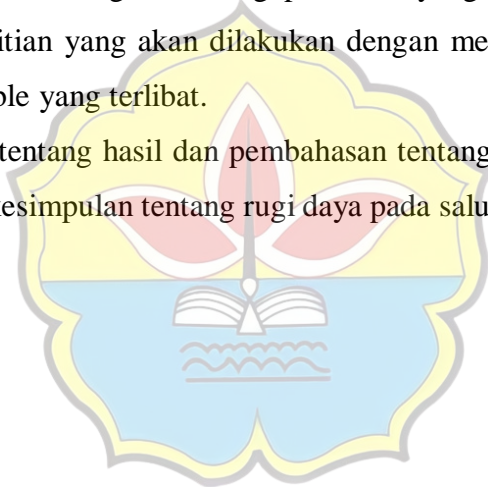 itian yang akan dilakukan dengan me
ble yang terlibat.
tentang hasil dan pembahasan tentang
kesimpulan tentang rugi daya pada salu